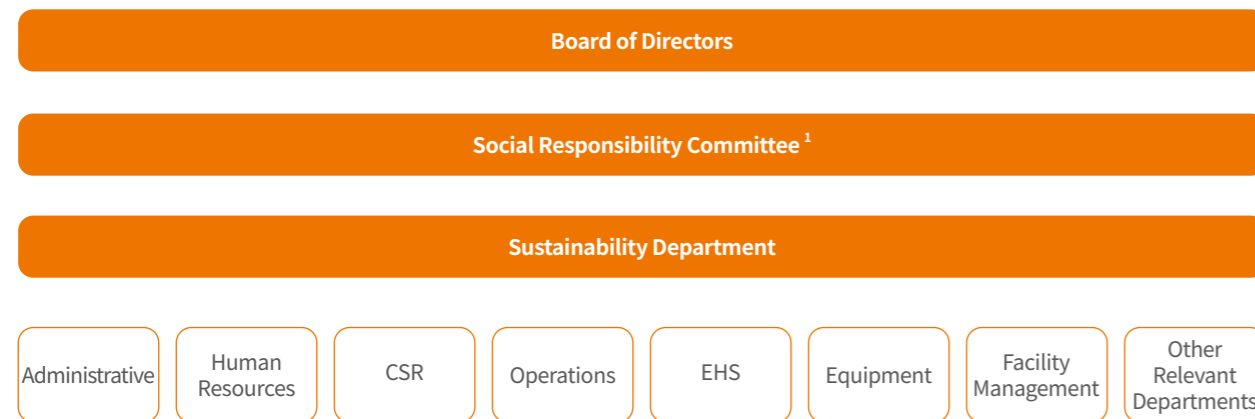 Board of Directors
Social Responsibility Committee 1
Sustainability Department
Administrative
Human
Resources
CSR
Operations
EHS
Equipment
Facility
Management
Other
Relevant
Departments